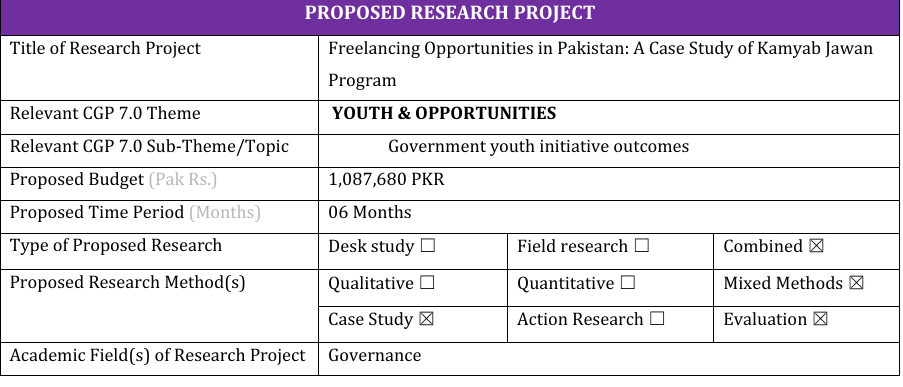 PROPOSED RESEARCH PROJECT
Title of Research Project
Freelancing Opportunities in Pakistan: A Case Study of Kamyab Jawan
Program
Relevant CGP 7.0 Theme
YOUTH & OPPORTUNITIES
Relevant CGP 7.0 Sub-Theme/Topic
Government youth initiative outcomes
Proposed Budget (Pak Rs.)
1,087,680 PKR
Proposed Time Period (Months)
06 Months
Type of Proposed Research
Desk study ☐
Field research ☐
Combined ☒
Proposed Research Method(s)
Qualitative ☐
Quantitative ☐
Mixed Methods ☒
Case Study ☒
Action Research ☐
Evaluation ☒
Academic Field(s) of Research Project
Governance